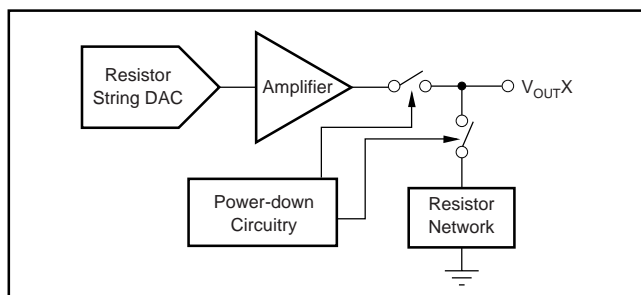 Resistor
String DAC
Amplifier
V_OUTX
Power-down
Circuitry
Resistor
Network